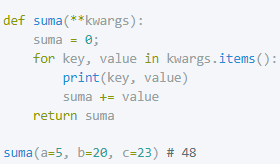 def suma(**kwargs):
    suma = 0;
    for key, value in kwargs.items():
        print(key, value)
        suma += value
    return suma

suma(a=5, b=20, c=23) # 48